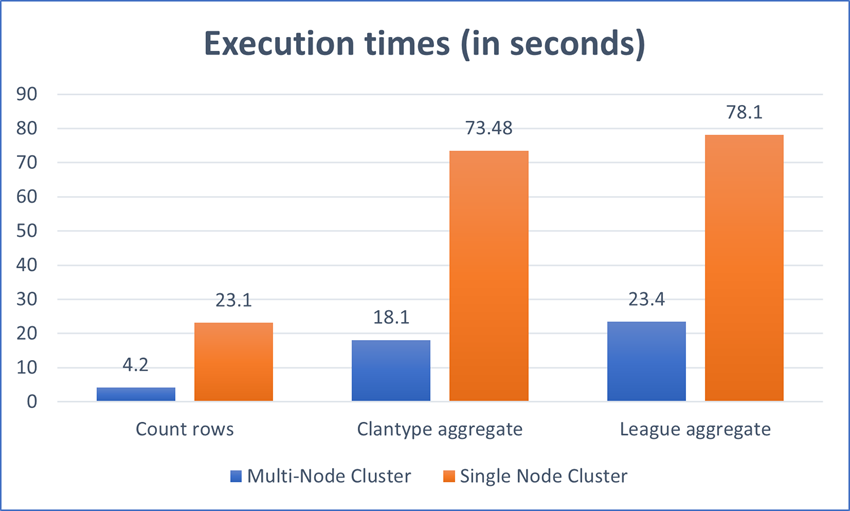 Execution times (in seconds)
90
80
70
60
50
40
30
20
10
0
4.2
23.1
18.1
73.48
23.4
78.1
Count rows
Clantype aggregate
League aggregate
Multi-Node Cluster
Single Node Cluster